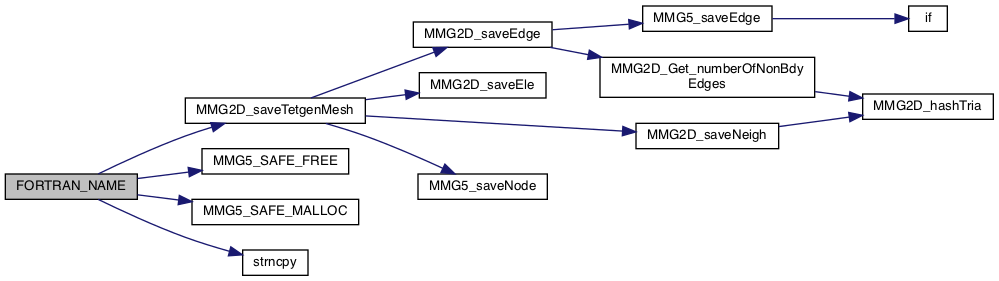 FORTRAN_NAME
MMG2D_saveTetgenMesh
MMG5_SAFE_FREE
MMG5_SAFE_MALLOC
strncpy
MMG2D_saveEdge
MMG2D_saveEle
MMG2D_saveNeigh
MMG5_saveNode
MMG5_saveEdge
if
MMG2D_Get_numberOfNonBdy
Edges
MMG2D_hashTria